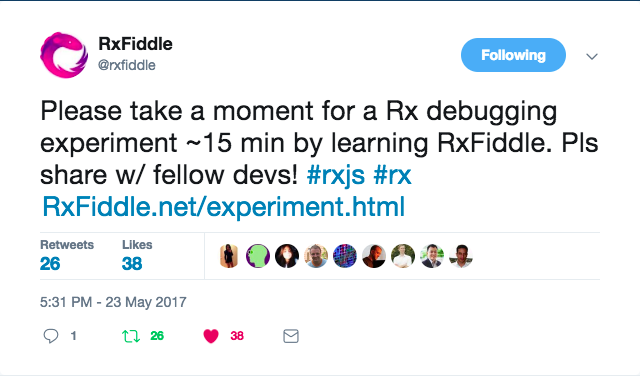 RxFiddle
@rxfiddle
Following
Please take a moment for a Rx debugging
experiment ~15 min by learning RxFiddle. Pls
share w/ fellow devs! #rxjs #rx
RxFiddle.net/experiment.html
Retweets Likes
26 38
5:31 PM - 23 May 2017
1 26 38